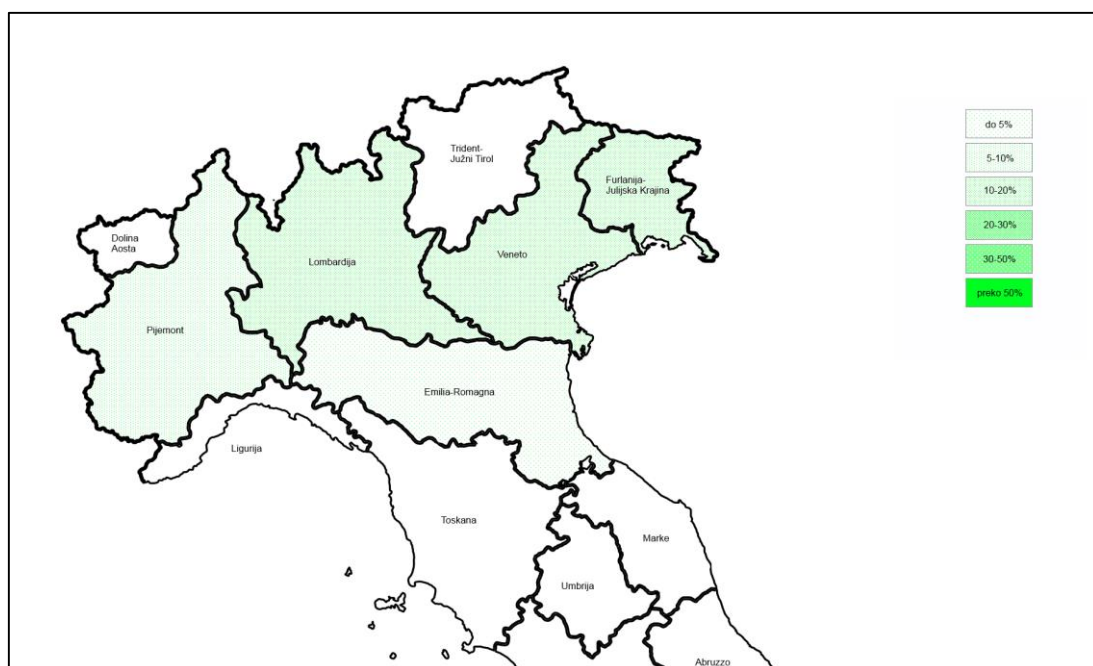 do 5%
5-10%
10-20%
20-30%
30-50%
preko 50%
Trident-
Južni Tirol
Furlanija-
Julijska Krajina
Dolina
Aosta
Lombardija
Veneto
Pijemont
Emilia-Romagna
Ligurija
Toskana
Marke
Umbrija
Abruzzo